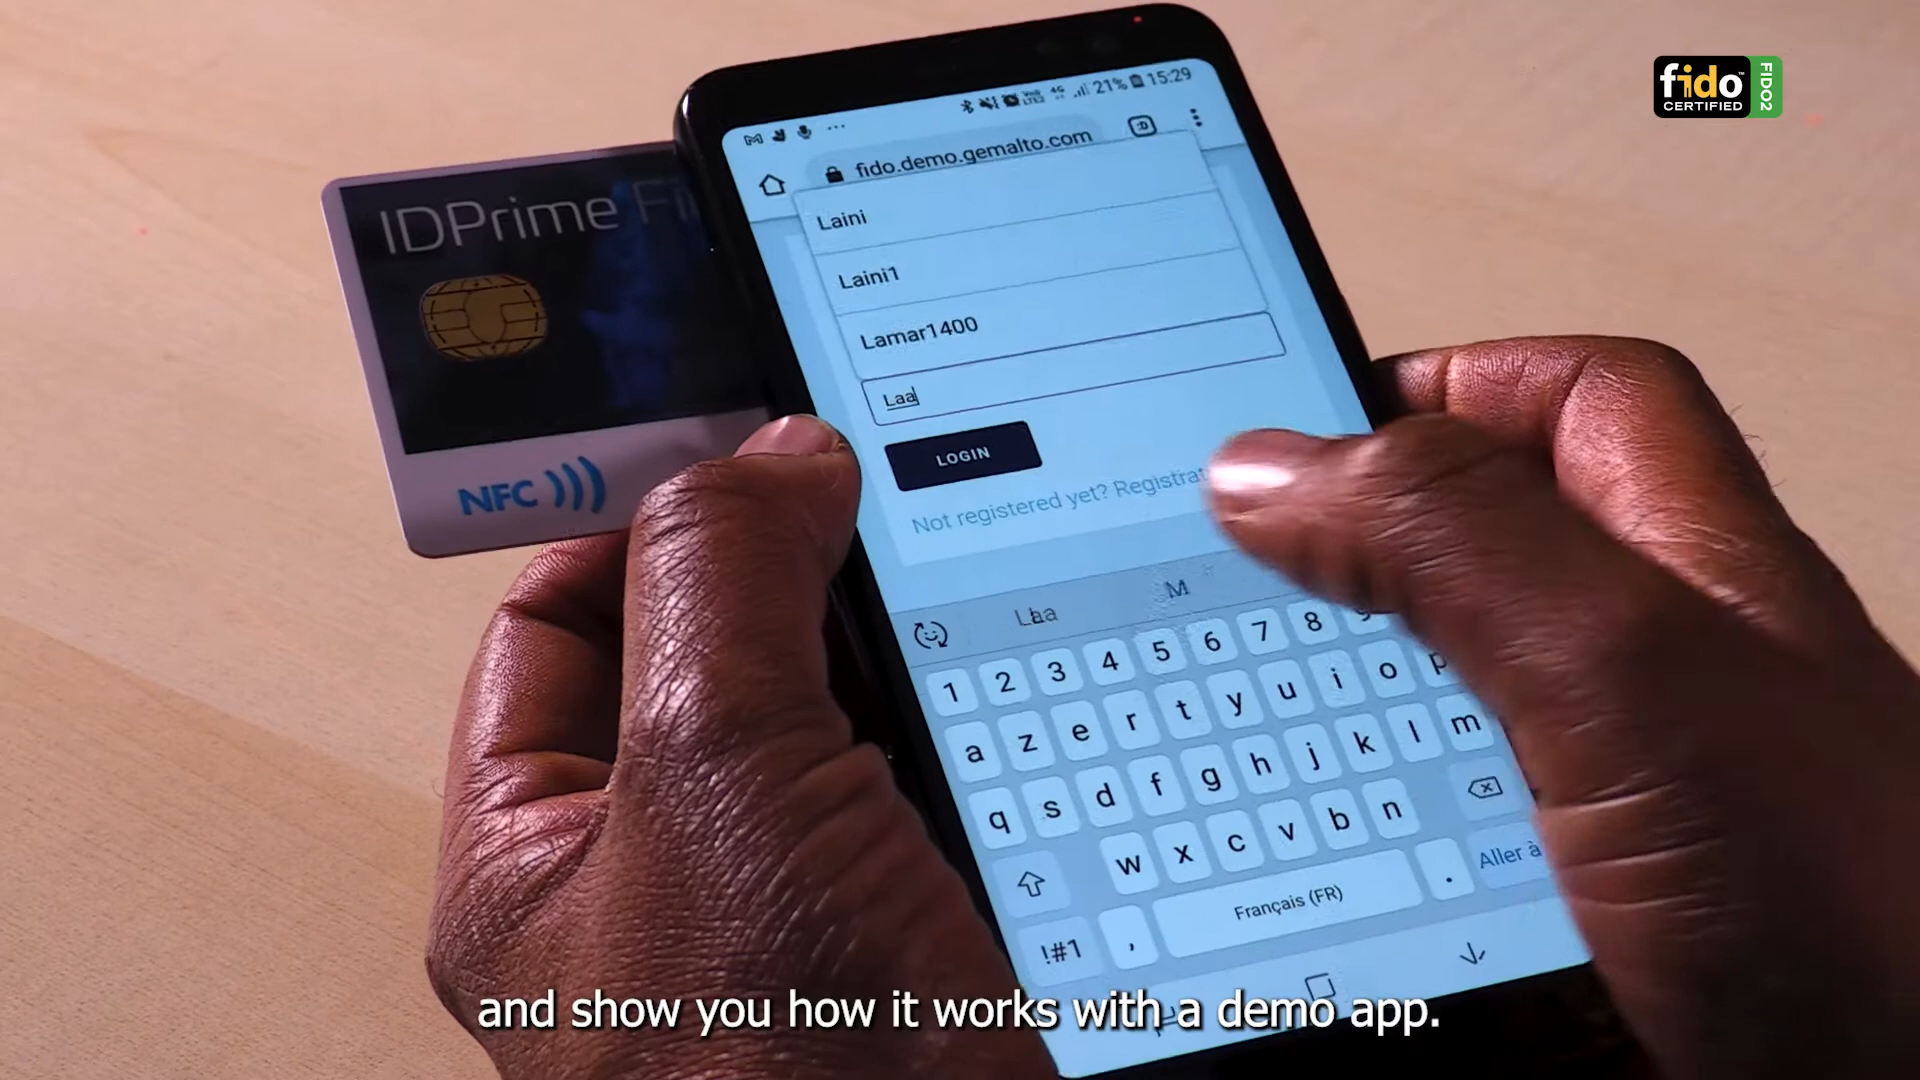 fido
CERTIFIED
FIDO2
21% 15:29
fido.demo.gemalto.com
:D
IDPrime
NFC
Laini
Laini1
Lamar1400
Laa
LOGIN
Not registered yet?
Laa
M
1 2 3 4 5 6 7 8 9
a z e r t y u i o p
q s d f g h j k l m
w x c v b n
!#1 , Français (FR) . Aller à
and show you how it works with a demo app.